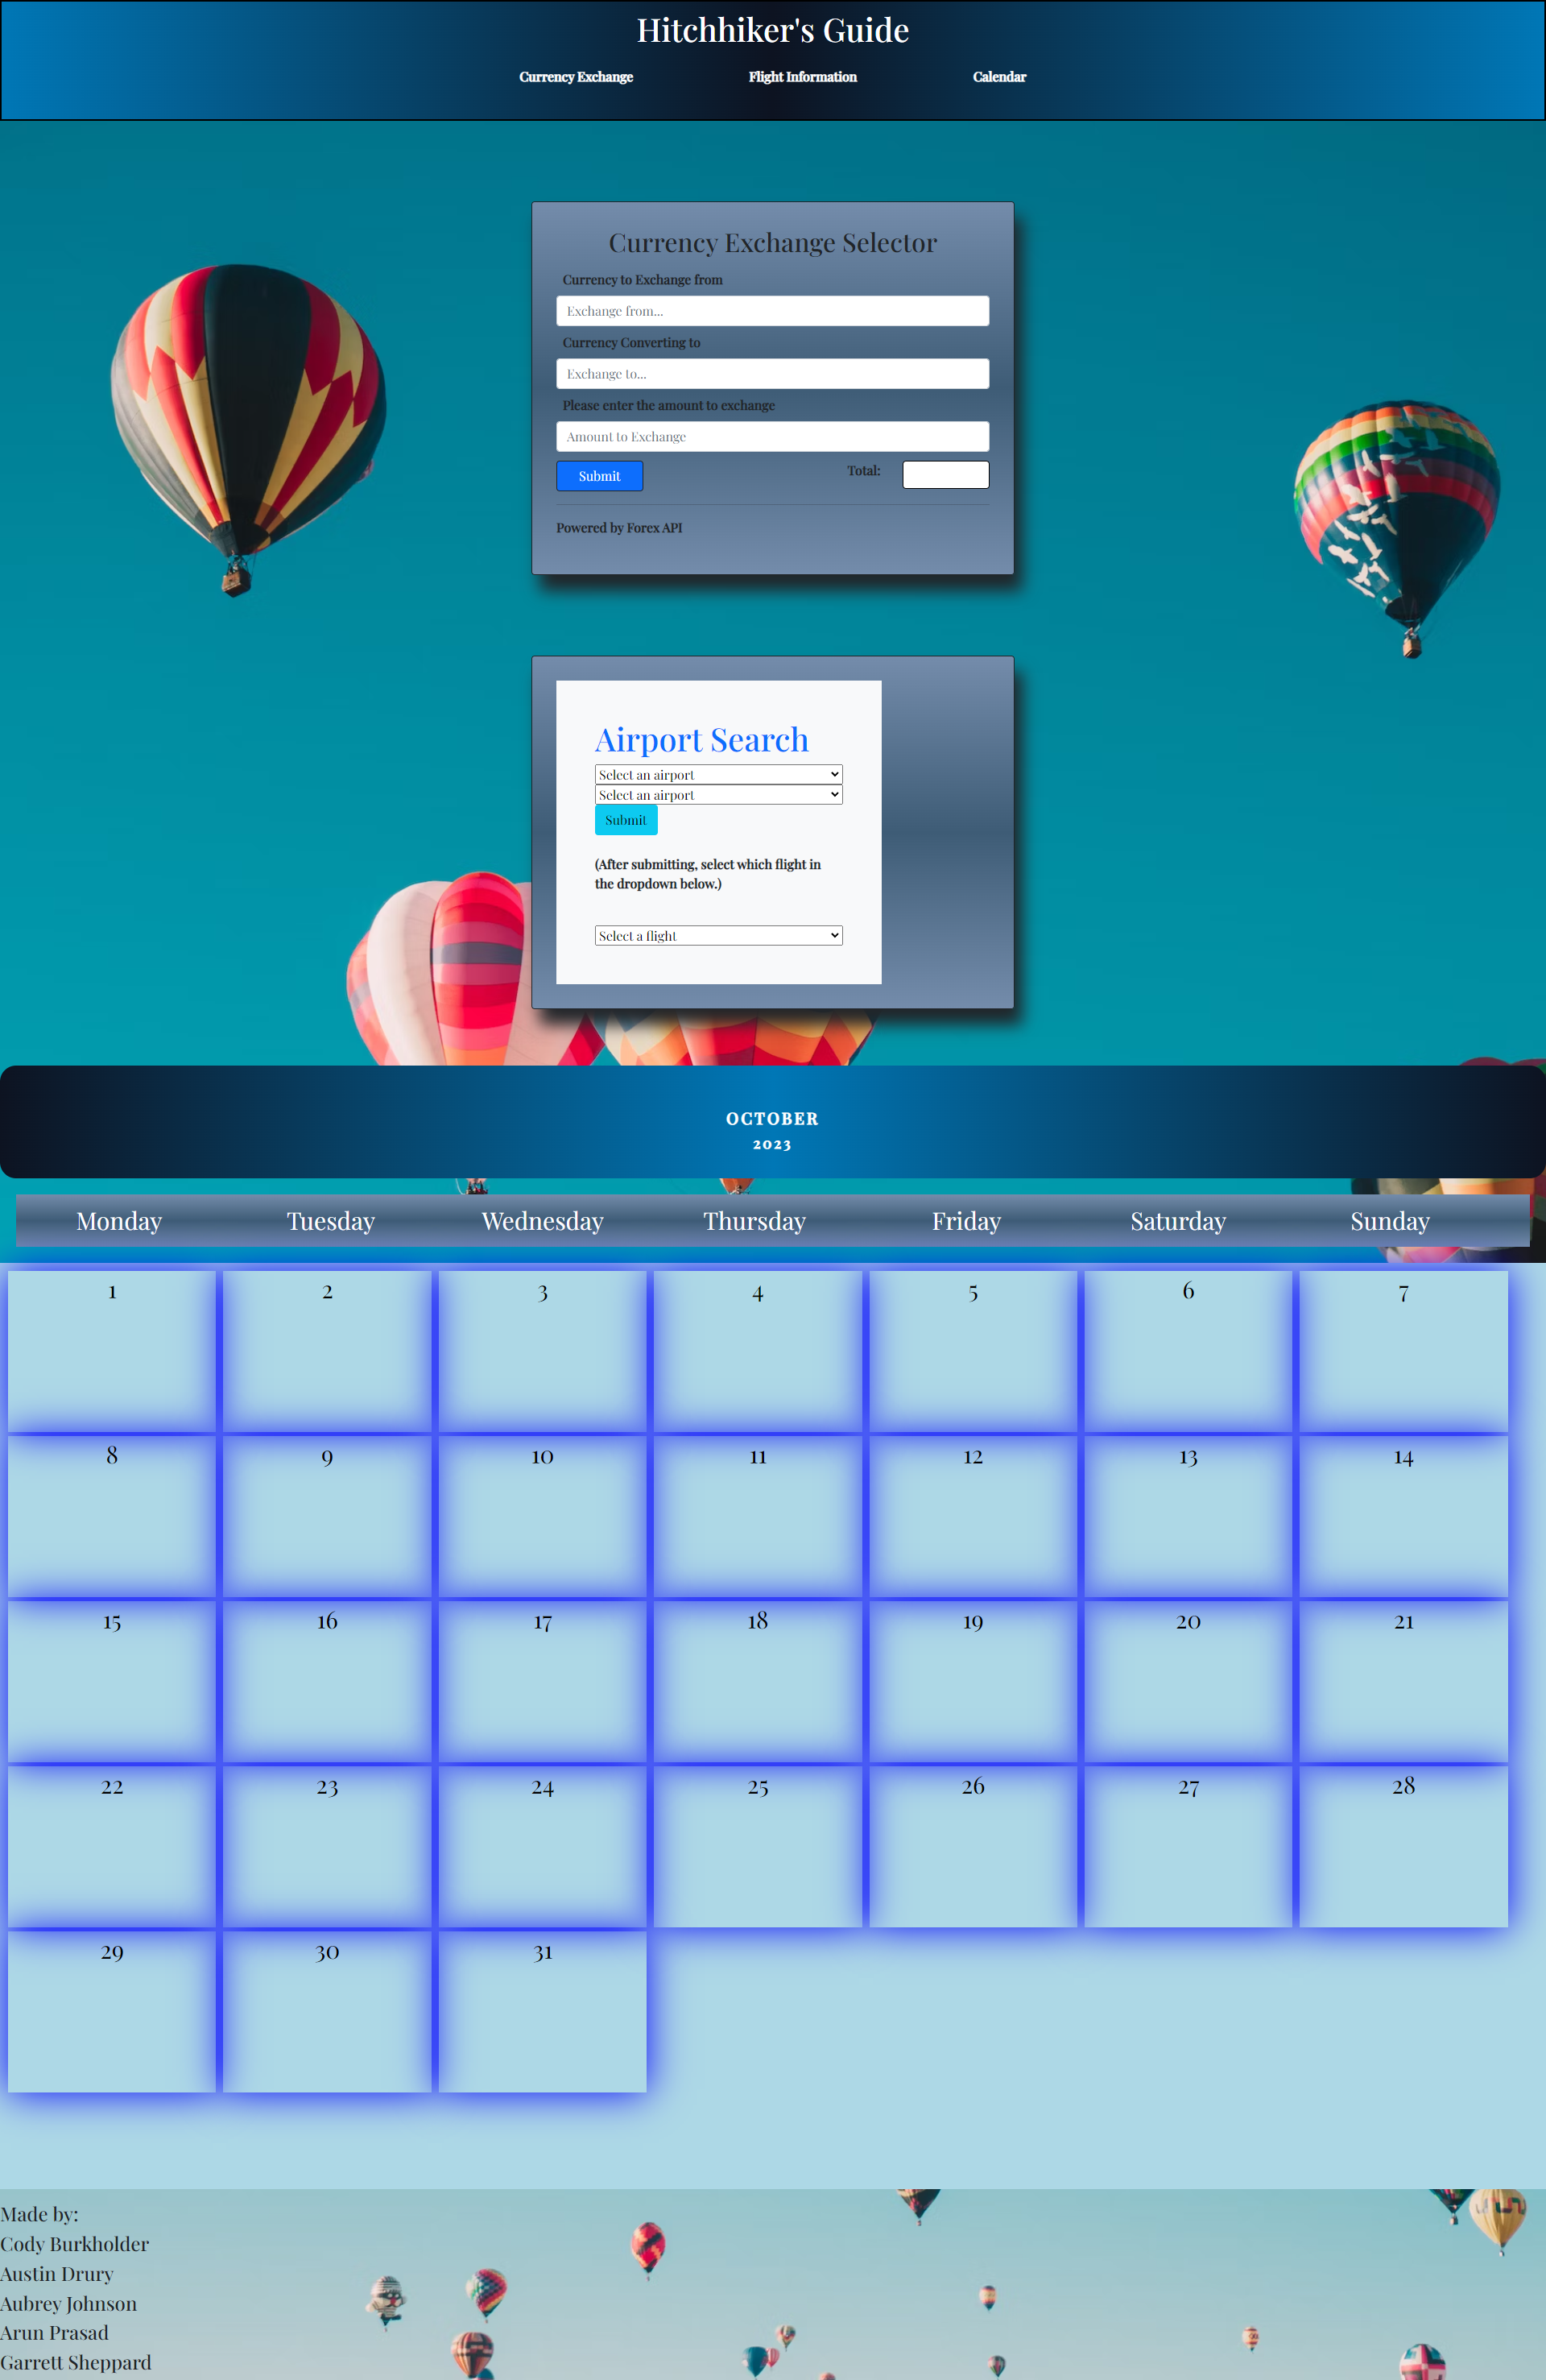 Hitchhiker's Guide
Currency Exchange Flight Information Calendar
Currency Exchange Selector
Currency to Exchange from
Exchange from...
Currency Converting to
Exchange to...
Please enter the amount to exchange
Amount to Exchange
Submit Total:
Powered by Forex API
Airport Search
Select an airport
Select an airport
Submit
(After submitting, select which flight in
the dropdown below.)
Select a flight
OCTOBER
2023
Monday Tuesday Wednesday Thursday Friday Saturday Sunday
1 2 3 4 5 6 7
8 9 10 11 12 13 14
15 16 17 18 19 20 21
22 23 24 25 26 27 28
29 30 31
Made by:
Cody Burkholder
Austin Drury
Aubrey Johnson
Arun Prasad
Garrett Sheppard